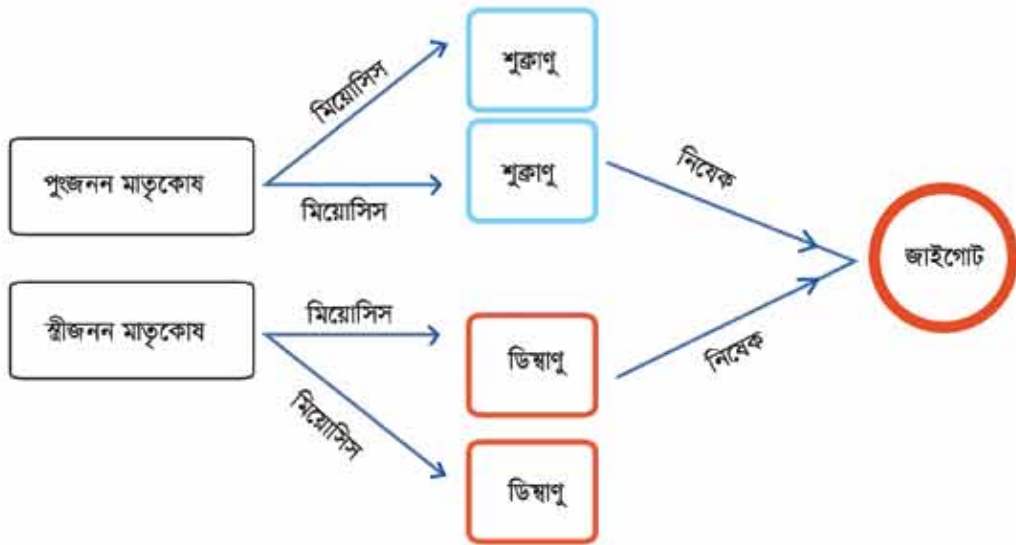 পুংজনন মাতৃকোষ
মিয়োসিস
মিয়োসিস
শুক্রাণু
শুক্রাণু
নিষেক
স্ত্রীজনন মাতৃকোষ
মিয়োসিস
মিয়োসিস
ডিম্বাণু
ডিম্বাণু
নিষেক
জাইগোট